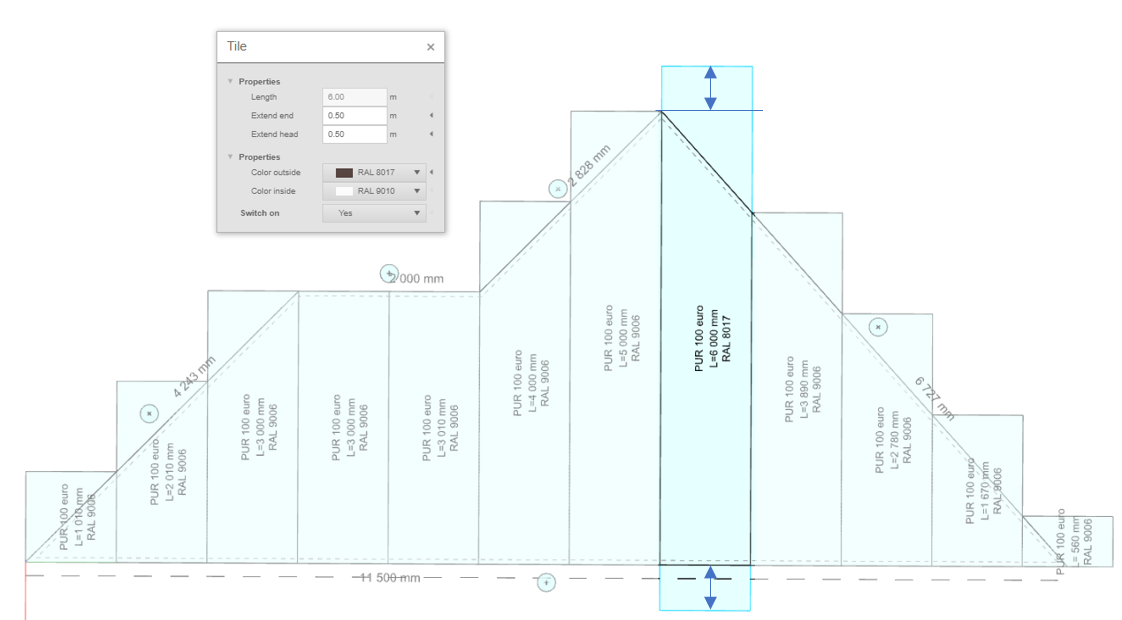 Tile
Properties
Length 6.00 m
Extend end 0.50 m
Extend head 0.50 m
Properties
Color outside RAL 8017
Color inside RAL 9010
Switch on Yes
2 828 mm
2 000 mm
4 243 mm
6 727 mm
11 500 mm
PUR 100 euro
L=1 010 mm
RAL 9006
PUR 100 euro
L=2 010 mm
RAL 9006
PUR 100 euro
L=3 000 mm
RAL 9006
PUR 100 euro
L=3 000 mm
RAL 9006
PUR 100 euro
L=3 010 mm
RAL 9006
PUR 100 euro
L=4 000 mm
RAL 9006
PUR 100 euro
L=5 000 mm
RAL 9006
PUR 100 euro
L=6 000 mm
RAL 8017
PUR 100 euro
L=3 890 mm
RAL 9006
PUR 100 euro
L=2 780 mm
RAL 9006
PUR 100 euro
L=1 670 mm
RAL 9006
PUR 100 euro
L= 560 mm
RAL 9006